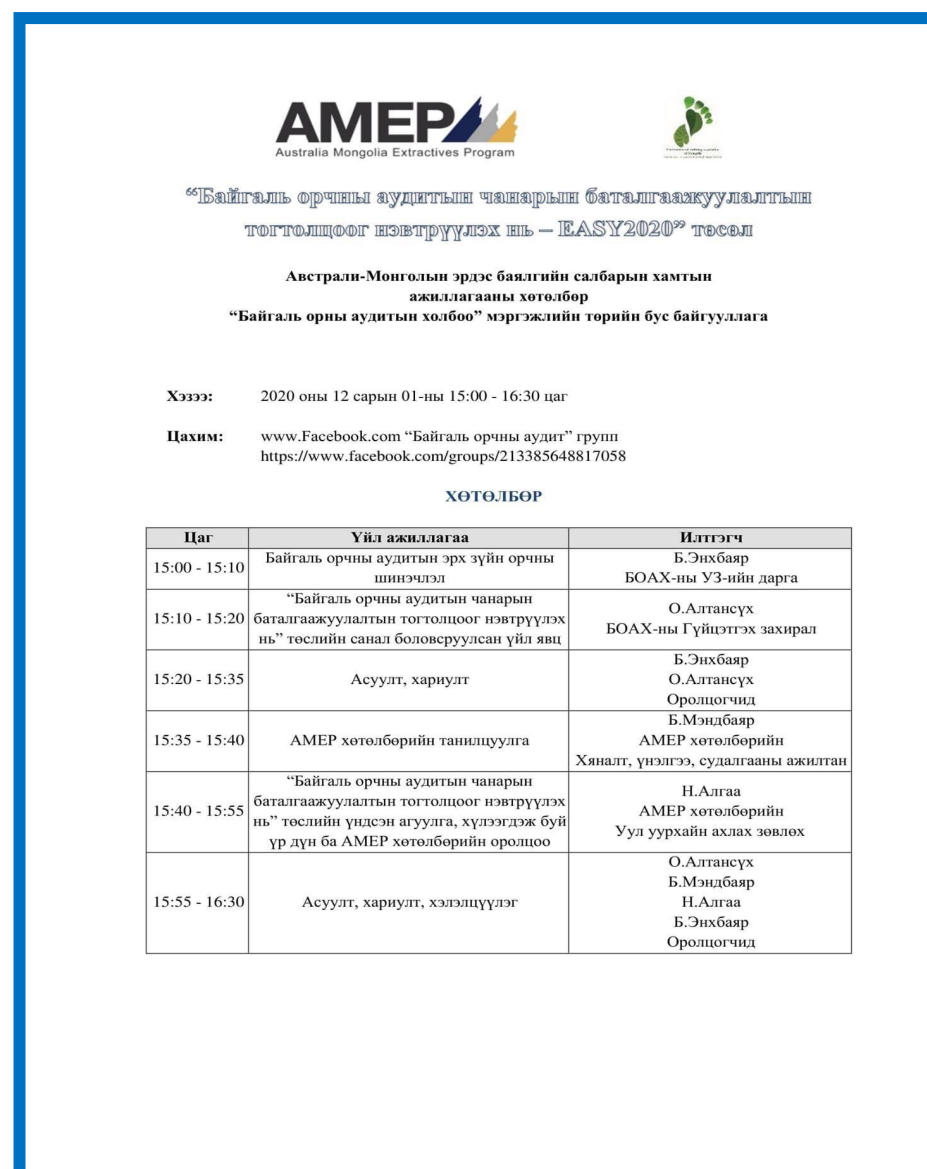 AMEP
Australia Mongolia Extractives Program
“Байгаль орчны аудитын чанарын баталгаажуулалтын
тогтолцоог нэвтрүүлэх нь – EASY2020” төсөл
Австрали-Монголын эрдэс баялгийн салбарын хамтын
ажиллагааны хөтөлбөр
“Байгаль орны аудитын холбоо” мэргэжлийн төрийн бус байгууллага
Хэзээ: 2020 оны 12 сарын 01-ны 15:00 - 16:30 цаг
Цахим: www.Facebook.com “Байгаль орчны аудит” групп
https://www.facebook.com/groups/213385648817058
ХӨТӨЛБӨР
Цаг Үйл ажиллагаа Илтгэгч
15:00 - 15:10
Байгаль орчны аудитын эрх зүйн орчны
шинэчлэл
Б.Энхбаяр
БОАХ-ны УЗ-ийн дарга
15:10 - 15:20
“Байгаль орчны аудитын чанарын
баталгаажуулалтын тогтолцоог нэвтрүүлэх
нь” төслийн санал боловсруулсан үйл явц
О.Алтансүх
БОАХ-ны Гүйцэтгэх захирал
15:20 - 15:35
Асуулт, хариулт
Б.Энхбаяр
О.Алтансүх
Оролцогчид
15:35 - 15:40
АМЕР хөтөлбөрийн танилцуулга
Б.Мэндбаяр
АМЕР хөтөлбөрийн
Хяналт, үнэлгээ, судалгааны ажилтан
15:40 - 15:55
“Байгаль орчны аудитын чанарын
баталгаажуулалтын тогтолцоог нэвтрүүлэх
нь” төслийн үндсэн агуулга, хүлээгдэж буй
үр дүн ба АМЕР хөтөлбөрийн оролцоо
Н.Алгаа
АМЕР хөтөлбөрийн
Уул уурхайн ахлах зөвлөх
15:55 - 16:30
Асуулт, хариулт, хэлэлцүүлэг
О.Алтансүх
Б.Мэндбаяр
Н.Алгаа
Б.Энхбаяр
Оролцогчид